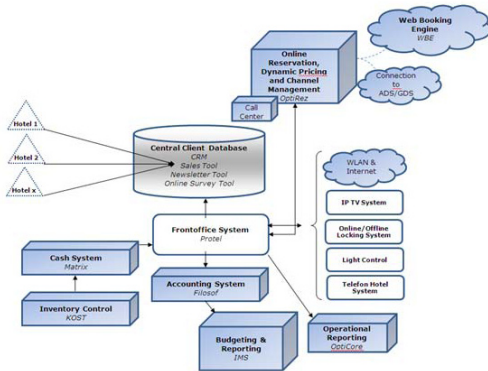 Web Booking
Engine
WBE
Online
Reservation,
Dynamic Pricing
and Channel
Management
OptiRez
Connection
to
ADS/GDS
Call
Center
Hotel 1
Hotel 2
Hotel x
Central Client Database
CRM
Sales Tool
Newsletter Tool
Online Survey Tool
WLAN &
Internet
IP TV System
Online/Offline
Locking System
Light Control
Telefon Hotel
System
Frontoffice System
Protel
Cash System
Matrix
Accounting System
Filosof
Inventory Control
KOST
Budgeting &
Reporting
IMS
Operational
Reporting
OptiCore